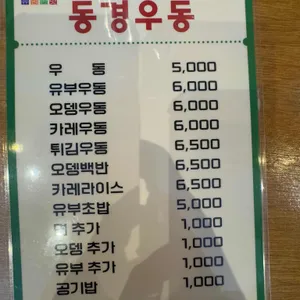 동경우동
우 동 5,000
유부우동 6,000
오뎅우동 6,000
카레우동 6,000
튀김우동 6,500
오뎅백반 6,500
카레라이스 6,500
유부초밥 5,000
추가 1,000
오뎅 추가 1,000
유부 추가 1,000
공기밥 1,000